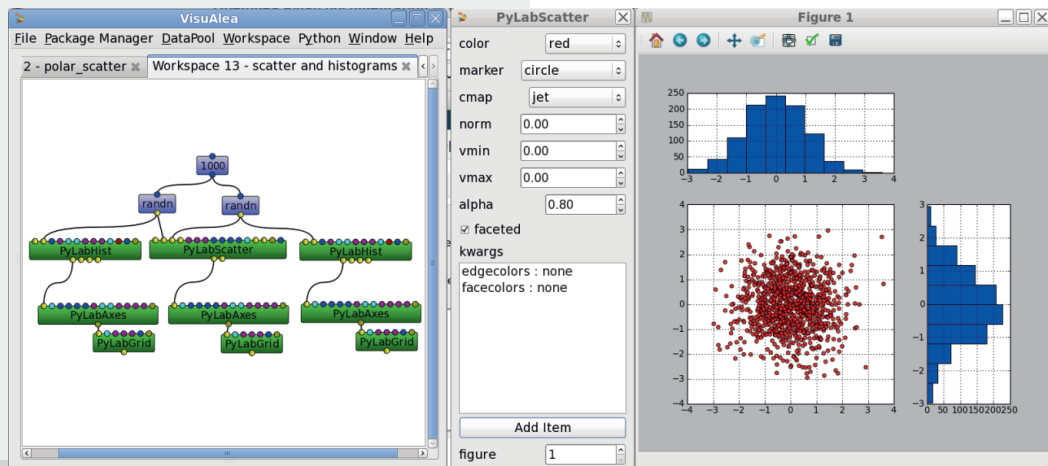 VisuAlea
File Package Manager DataPool Workspace Python Window Help
2 - polar_scatter Workspace 13 - scatter and histograms
1000
randn randn
PyLabHist PyLabScatter PyLabHist
PyLabAxes PyLabAxes PyLabAxes
PyLabGrid PyLabGrid PyLabGrid
PyLabScatter
color red
marker circle
cmap jet
norm 0.00
vmin 0.00
vmax 0.00
alpha 0.80
faceted
kwargs
edgecolors : none
facecolors : none
Add Item
figure 1
Figure 1
250
200
150
100
50
0
-3 -2 -1 0 1 2 3 4
4
3
2
1
0
-1
-2
-3
-4
-4 -3 -2 -1 0 1 2 3 4
3
2
1
0
-1
-2
-3
0 50 100 150 200 250